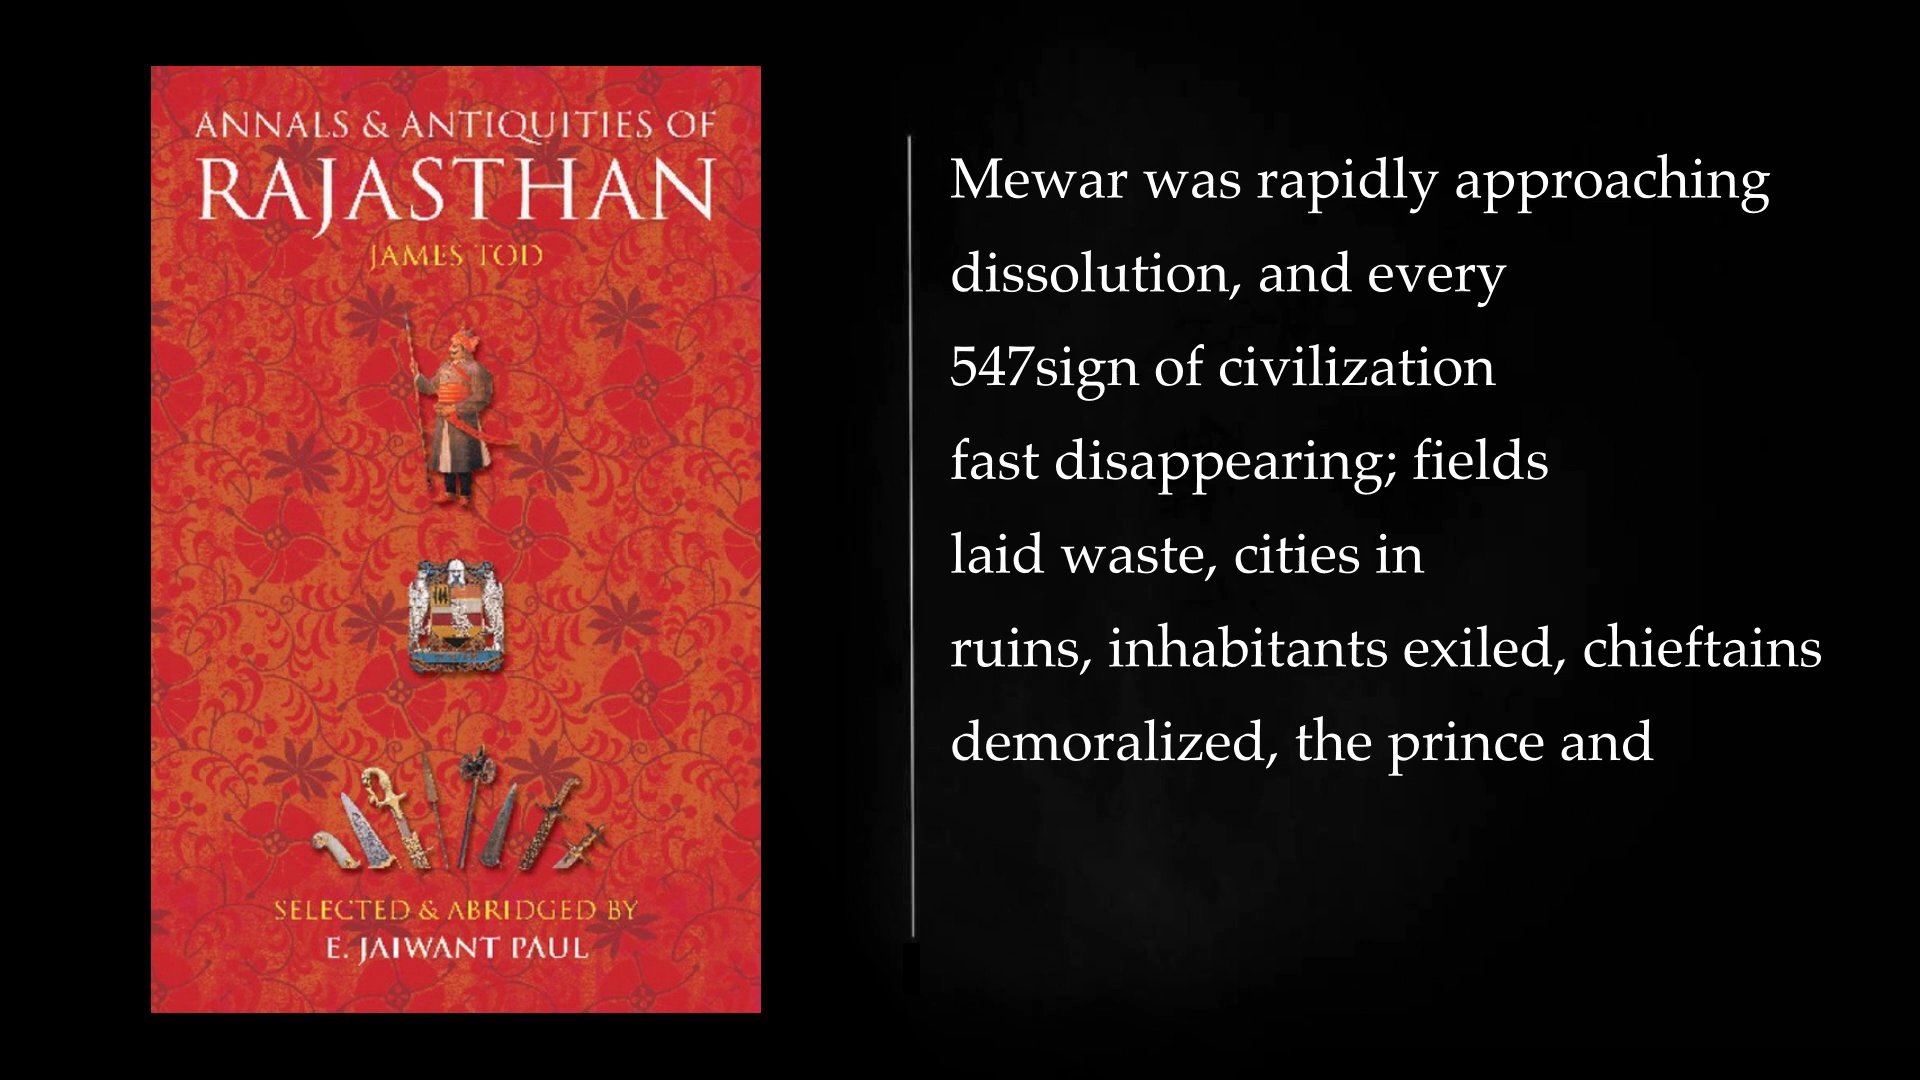 ANNALS & ANTIQUITIES OF
RAJASTHAN
JAMES TOD
SELECTED & ABRIDGED BY
E. JAIWANT PAUL
Mewar was rapidly approaching
dissolution, and every
547sign of civilization
fast disappearing; fields
laid waste, cities in
ruins, inhabitants exiled, chieftains
demoralized, the prince and